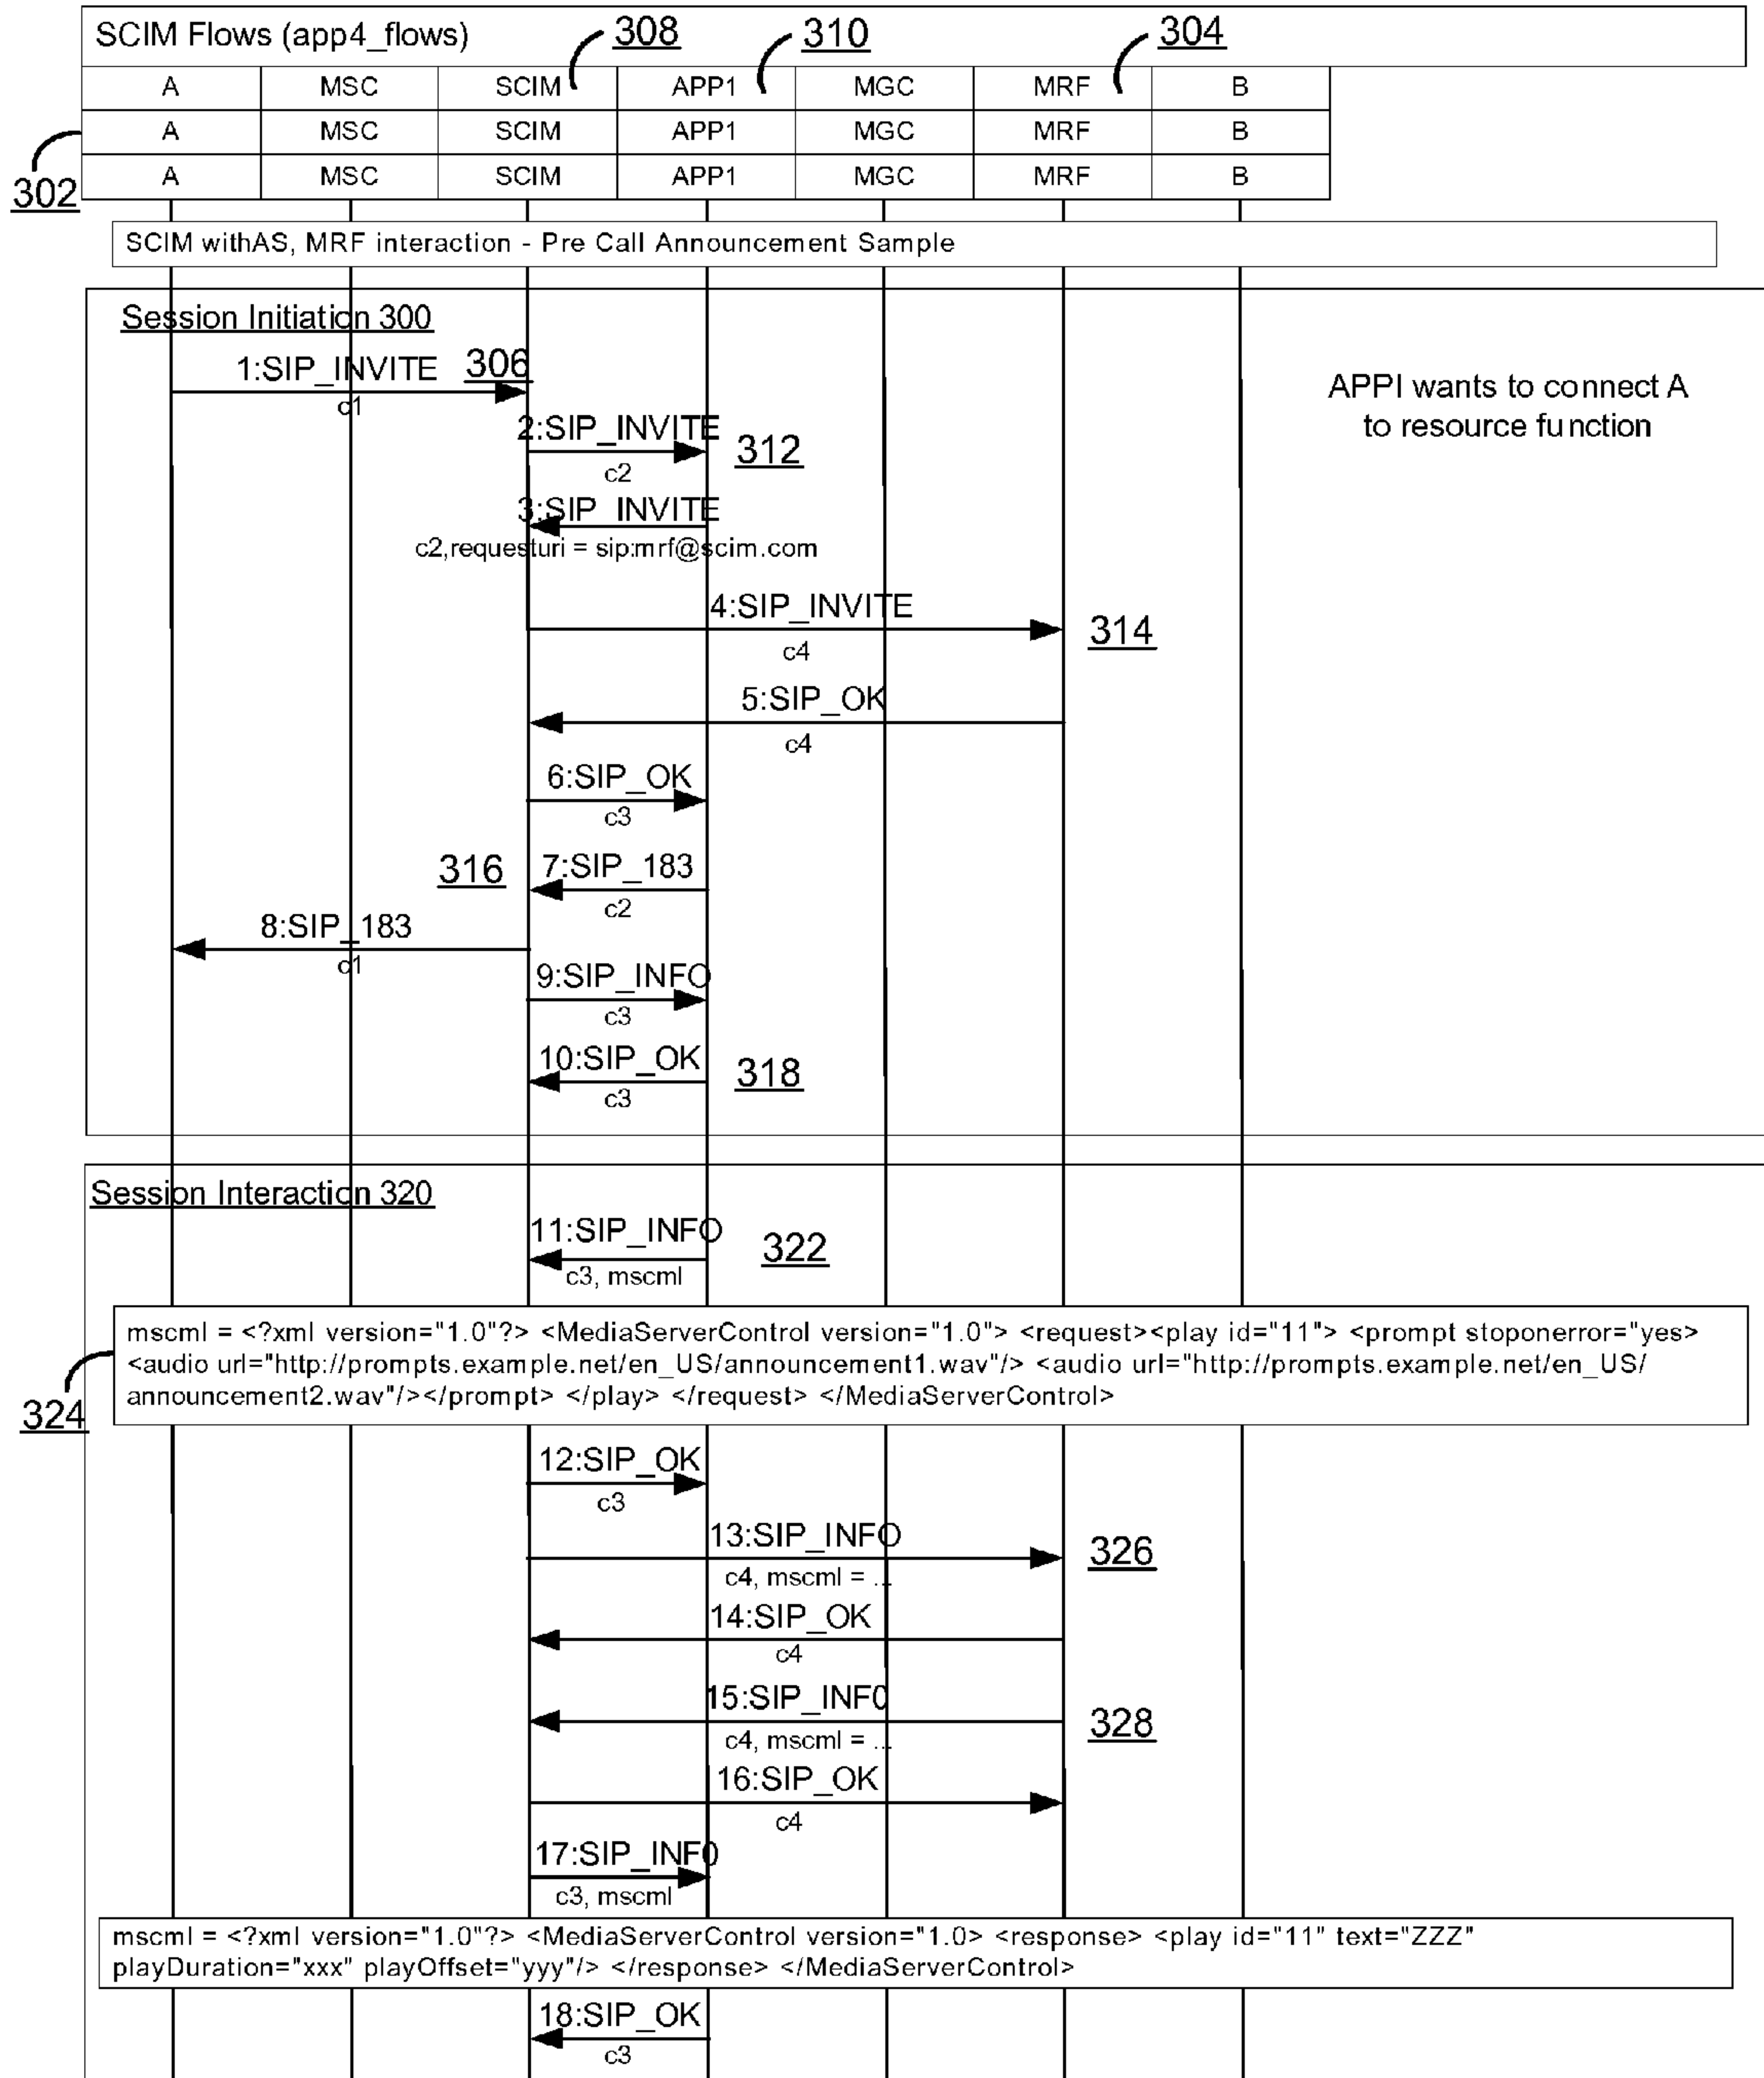 SCIM Flows (app4_flows)
308
310
304
A MSC SCIM APP1 MGC MRF B
A MSC SCIM APP1 MGC MRF B
A MSC SCIM APP1 MGC MRF B
302
SCIM withAS, MRF interaction - Pre Call Announcement Sample
Session Initiation 300
1:SIP_INVITE
306
c1
APPI wants to connect A
to resource function
2:SIP_INVITE
312
c2
3:SIP_INVITE
c2,requesturi = sip:mrf@scim.com
4:SIP_INVITE
314
c4
5:SIP_OK
c4
6:SIP_OK
c3
316
7:SIP_183
c2
8:SIP_183
c1
9:SIP_INFO
c3
10:SIP_OK
318
c3
Session Interaction 320
11:SIP_INFO
322
c3, mscml
mscml = <?xml version="1.0"?> <MediaServerControl version="1.0"> <request><play id="11"> <prompt stoponerror="yes>
<audio url="http://prompts.example.net/en_US/announcement1.wav"/> <audio url="http://prompts.example.net/en_US/
announcement2.wav"/></prompt> </play> </request> </MediaServerControl>
324
12:SIP_OK
c3
13:SIP_INFO
326
c4, mscml = ...
14:SIP_OK
c4
15:SIP_INF0
328
c4, mscml = ...
16:SIP_OK
c4
17:SIP_INF0
c3, mscml
mscml = <?xml version="1.0"?> <MediaServerControl version="1.0> <response> <play id="11" text="ZZZ"
playDuration="xxx" playOffset="yyy"/> </response> </MediaServerControl>
18:SIP_OK
c3